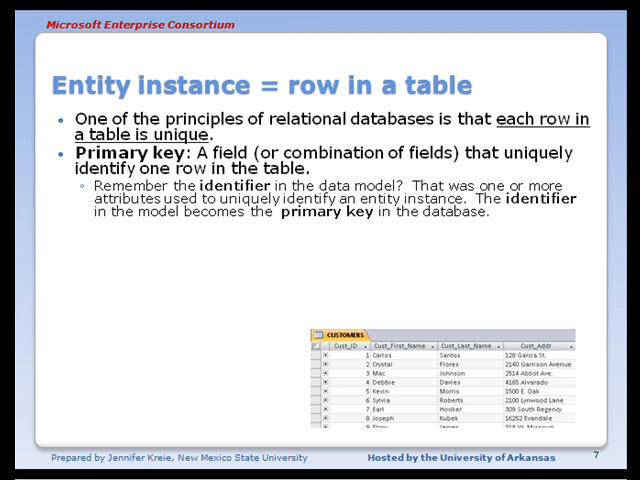 Microsoft Enterprise Consortium
Entity instance = row in a table
• One of the principles of relational databases is that each row in
a table is unique.
• Primary key: A field (or combination of fields) that uniquely
identify one row in the table.
◦ Remember the identifier in the data model? That was one or more
attributes used to uniquely identify an entity instance. The identifier
in the model becomes the primary key in the database.
CUSTOMERS
Cust_ID Cust_First_Name Cust_Last_Name Cust_Addr
1 Carlos Santos 128 Garcia St.
2 Crystal Flores 2140 Garrison Avenue
3 Mac Johnson 2514 Abbot Ave.
4 Debbie Davies 4165 Alvarado
5 Kevin Morris 1500 E. Oak
6 Sylvia Roberts 2100 Lynwood Lane
7 Earl Hooker 309 South Regency
8 Joseph Kubek 16252 Evandale
Prepared by Jennifer Kreie, New Mexico State University Hosted by the University of Arkansas 7